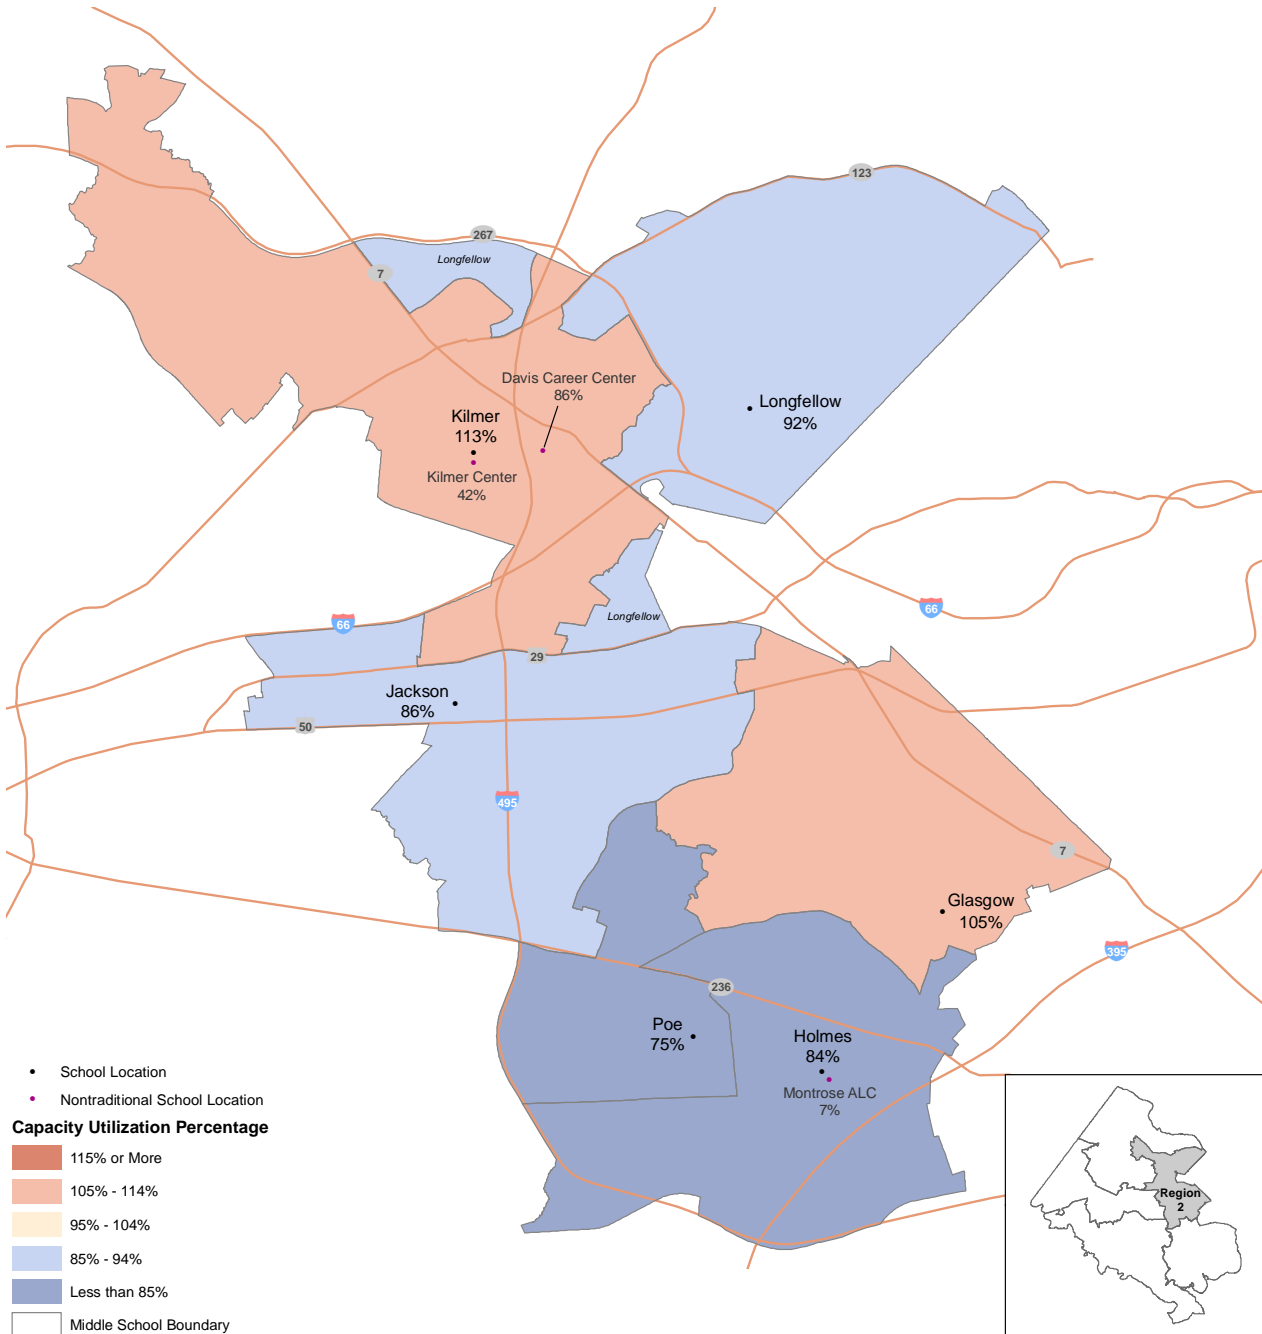 123
267
Longfellow
7
Davis Career Center
86%
Longfellow
92%
Kilmer
113%
Kilmer Center
42%
66
66
Longfellow
29
Jackson
86%
50
495
7
Glasgow
105%
395
236
Poe
75%
Holmes
84%
Montrose ALC
7%
School Location
Nontraditional School Location
Capacity Utilization Percentage
115% or More
105% - 114%
95% - 104%
85% - 94%
Less than 85%
Middle School Boundary
Region
2